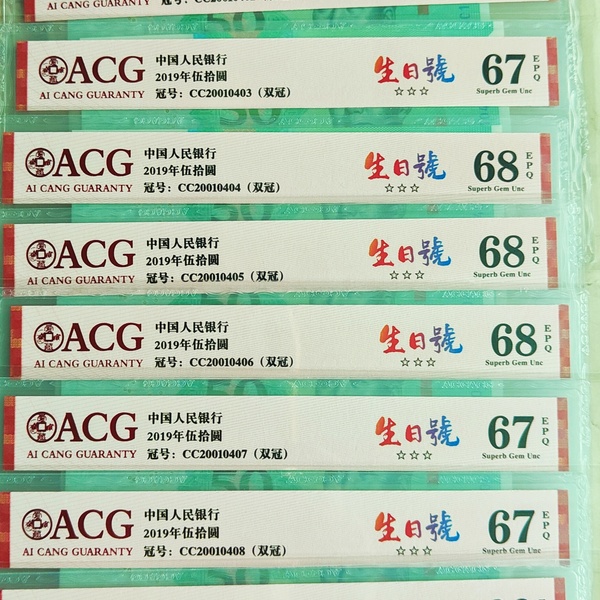 ACG
AI CANG GUARANTY
中国人民银行
2019年伍拾圆
冠号：CC20010403（双冠）
生日號
☆☆☆
67 EPQ
Superb Gem Unc
ACG
AI CANG GUARANTY
中国人民银行
2019年伍拾圆
冠号：CC20010404（双冠）
生日號
☆☆☆
68 EPQ
Superb Gem Unc
ACG
AI CANG GUARANTY
中国人民银行
2019年伍拾圆
冠号：CC20010405（双冠）
生日號
☆☆☆
68 EPQ
Superb Gem Unc
ACG
AI CANG GUARANTY
中国人民银行
2019年伍拾圆
冠号：CC20010406（双冠）
生日號
☆☆☆
68 EPQ
Superb Gem Unc
ACG
AI CANG GUARANTY
中国人民银行
2019年伍拾圆
冠号：CC20010407（双冠）
生日號
☆☆☆
67 EPQ
Superb Gem Unc
ACG
AI CANG GUARANTY
中国人民银行
2019年伍拾圆
冠号：CC20010408（双冠）
生日號
☆☆☆
67 EPQ
Superb Gem Unc